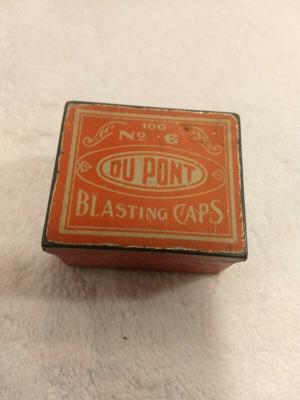 100
No 6
DU PONT
BLASTING CAPS